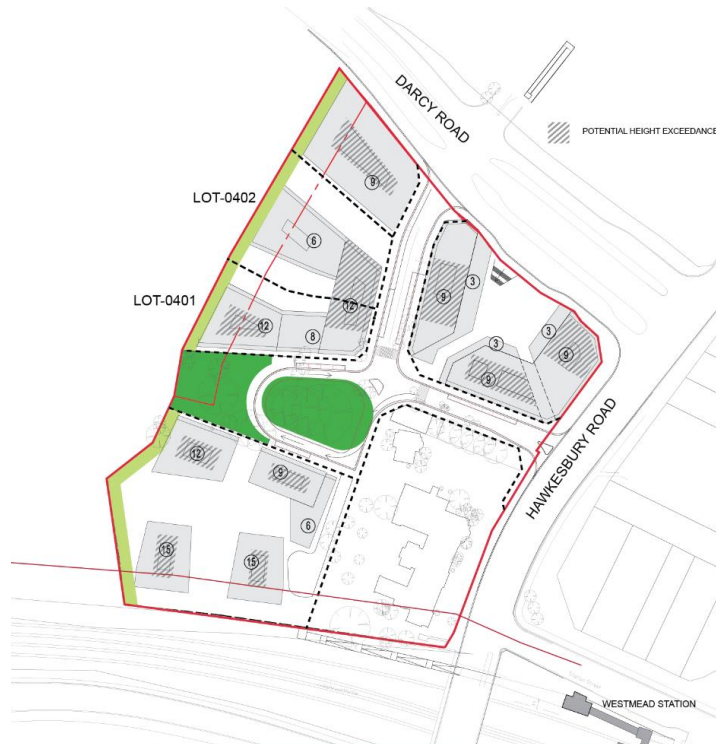 DARCY ROAD
POTENTIAL HEIGHT EXCEEDANCE
LOT-0402
9
6
LOT-0401
3
9
12
12
8
3
3
9
9
HAWKESBURY ROAD
12
9
6
15
15
WESTMEAD STATION